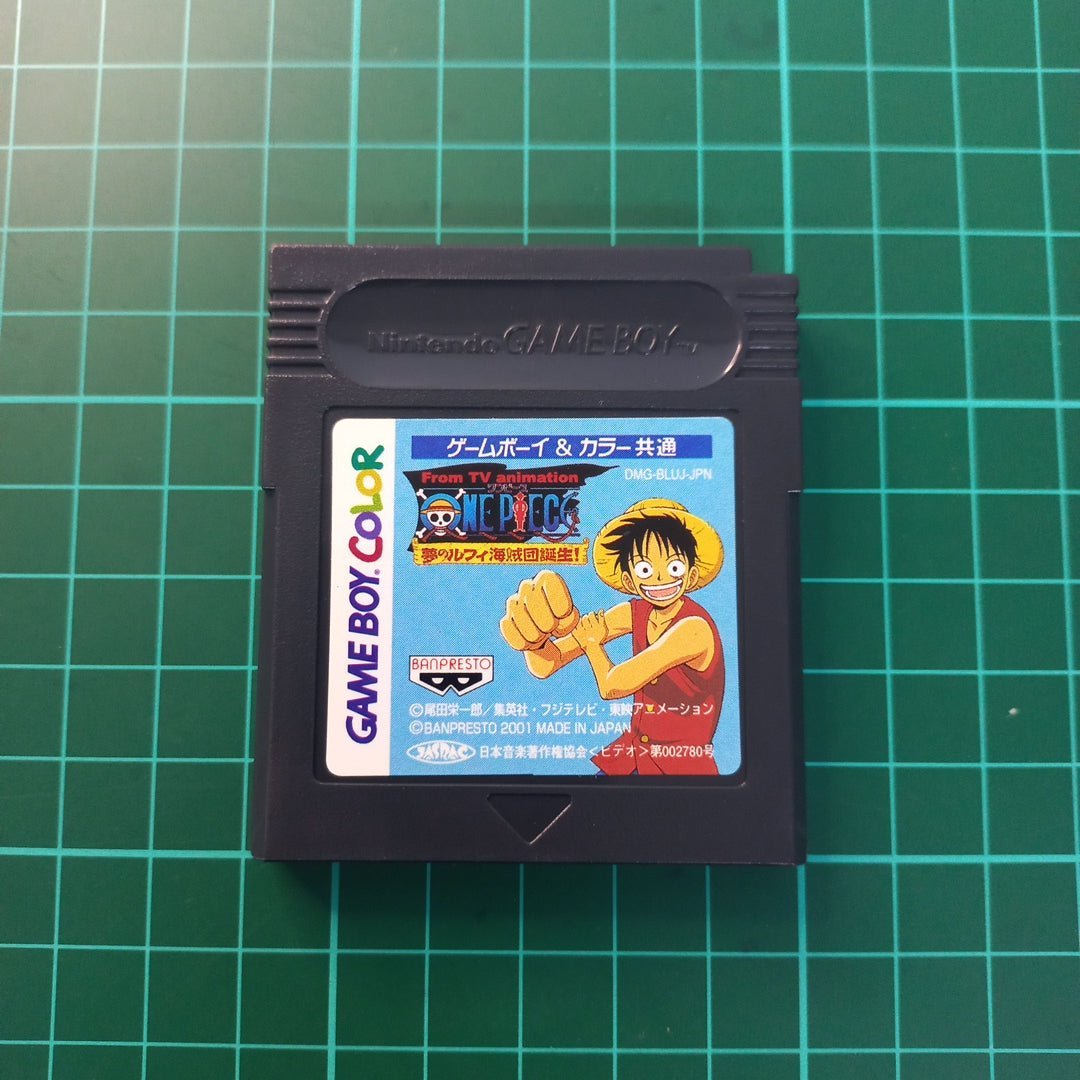 Nintendo GAME BOY TM
GAME BOY COLOR
ゲームボーイ & カラー共通
DMG-BLUJ-JPN
From TV animation
ワンピース
ONE PIECE
夢のルフィ海賊団誕生!
BANPRESTO
©尾田栄一郎/集英社・フジテレビ・東映アニメーション
©BANPRESTO 2001 MADE IN JAPAN
JASRAC 日本音楽著作権協会<ビデオ>第002780号